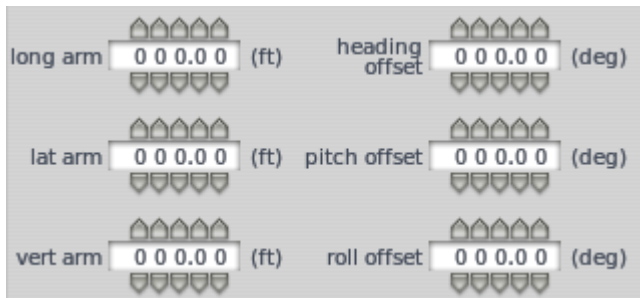 long arm 0 0 0.0 0 (ft)
heading offset 0 0 0.0 0 (deg)
lat arm 0 0 0.0 0 (ft)
pitch offset 0 0 0.0 0 (deg)
vert arm 0 0 0.0 0 (ft)
roll offset 0 0 0.0 0 (deg)